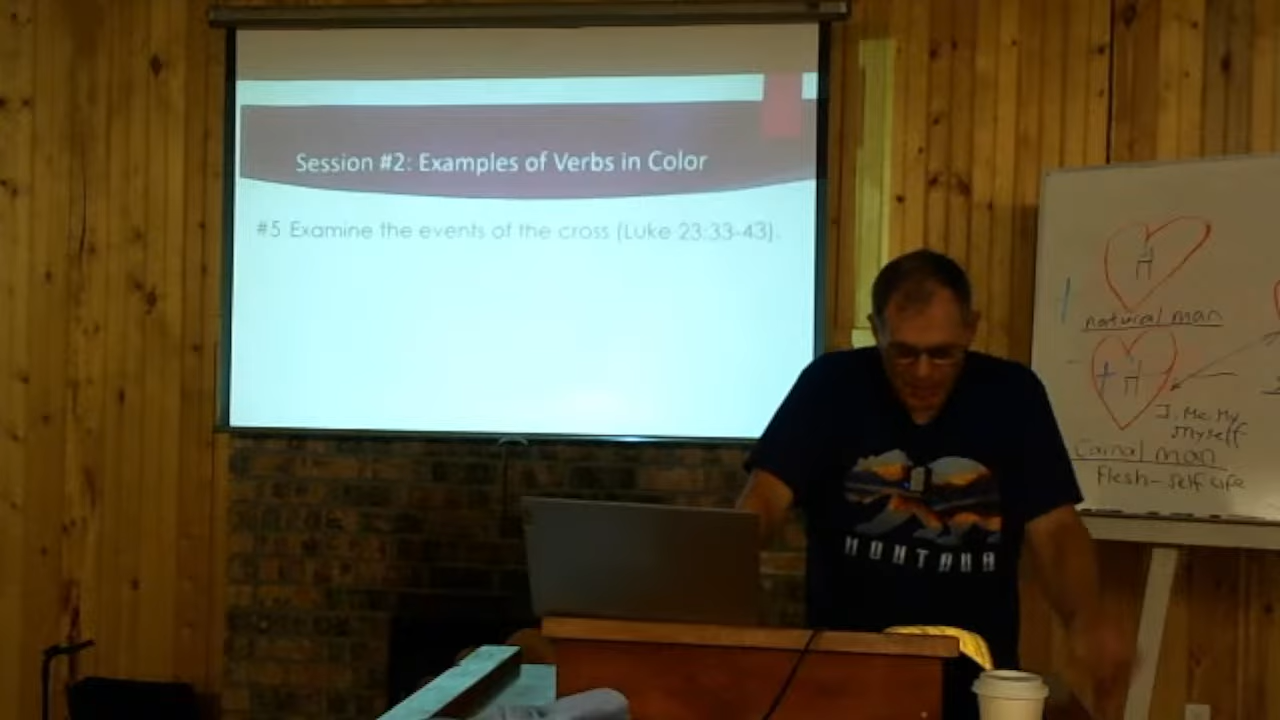 Session #2: Examples of Verbs in Color
#5 Examine the events of the cross (Luke 23:33-43).
MONTANA
H
natural man
H
I, Me, My
Myself
Carnal man
Flesh-self life